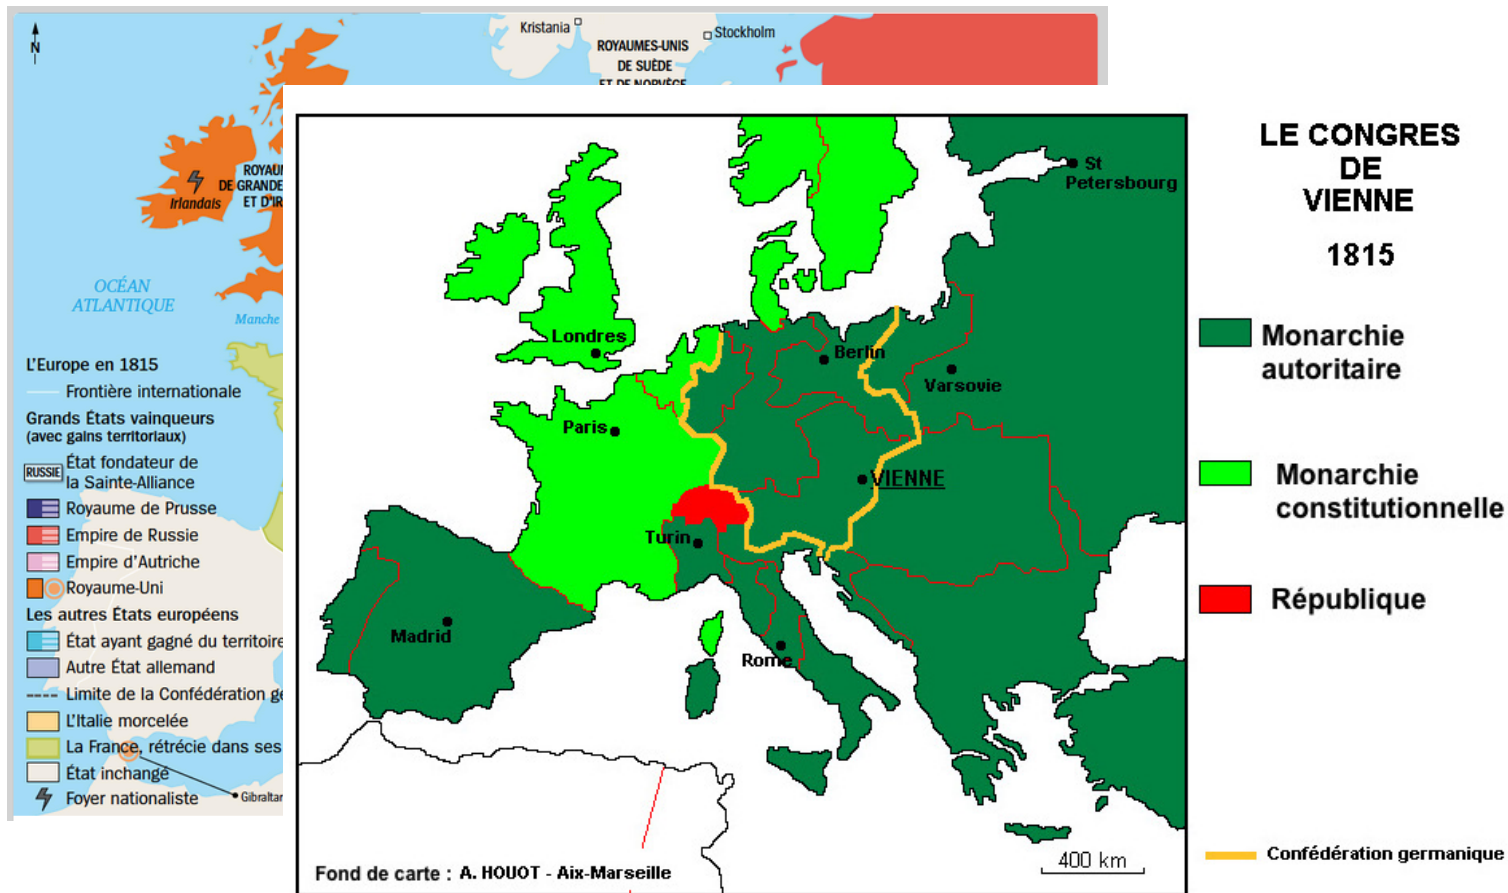 N
Kristania
Stockholm
ROYAUMES-UNIS
DE SUÈDE
ET DE NORVÈGE
ROYAU
DE GRANDE
ET D'IR
Irlandais
OCÉAN
ATLANTIQUE
Manche
L'Europe en 1815
Frontière internationale
Grands États vainqueurs
(avec gains territoriaux)
RUSSIE
État fondateur de
la Sainte-Alliance
Royaume de Prusse
Empire de Russie
Empire d'Autriche
Royaume-Uni
Les autres États européens
État ayant gagné du territoire
Autre État allemand
Limite de la Confédération ge
L'Italie morcelée
La France, rétrécie dans ses
État inchangé
Foyer nationaliste
Gibraltar
St
Petersbourg
Londres
Berlin
Varsovie
Paris
VIENNE
Turin
Madrid
Rome
400 km
Fond de carte : A. HOUOT - Aix-Marseille
LE CONGRES
DE
VIENNE
1815
Monarchie
autoritaire
Monarchie
constitutionnelle
République
Confédération germanique